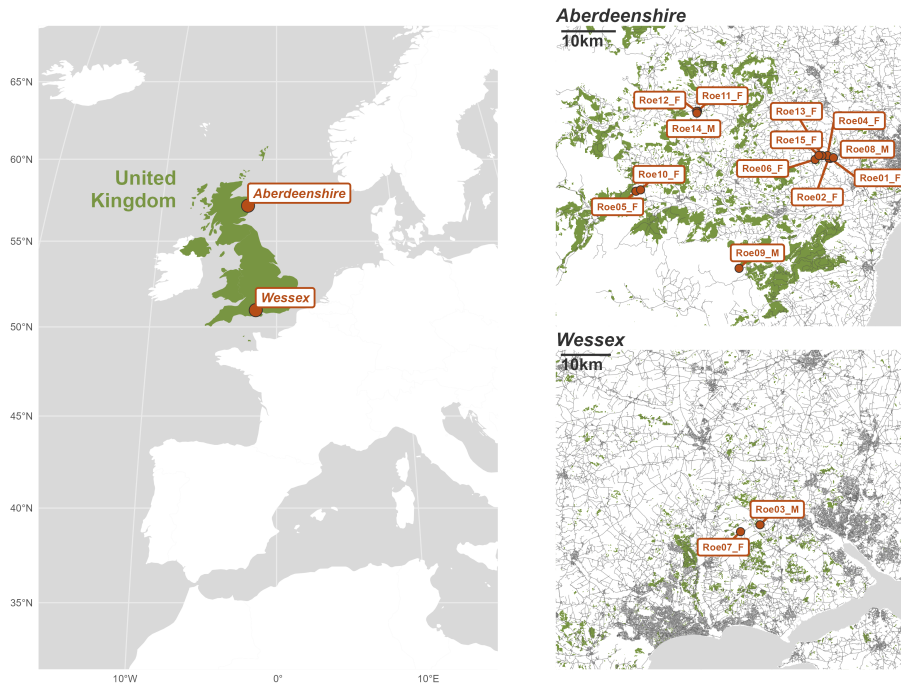 65°N
60°N
55°N
50°N
45°N
40°N
35°N
10°W
0°
10°E
United
Kingdom
Aberdeenshire
Wessex
Aberdeenshire
10km
Roe12_F
Roe11_F
Roe14_M
Roe13_F
Roe04_F
Roe15_F
Roe08_M
Roe06_F
Roe01_F
Roe02_F
Roe10_F
Roe05_F
Roe09_M
Wessex
10km
Roe03_M
Roe07_F